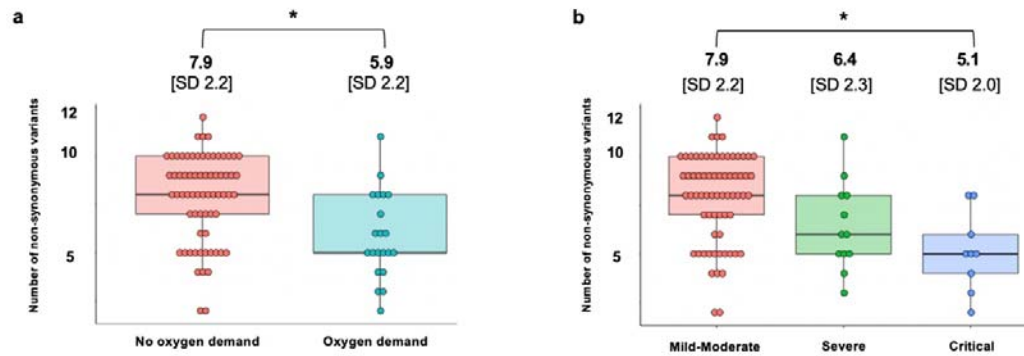 a
*
7.9 5.9
[SD 2.2] [SD 2.2]
Number of non-synonymous variants
12
10
5
No oxygen demand Oxygen demand
b
*
7.9 6.4 5.1
[SD 2.2] [SD 2.3] [SD 2.0]
Number of non-synonymous variants
12
10
5
Mild-Moderate Severe Critical